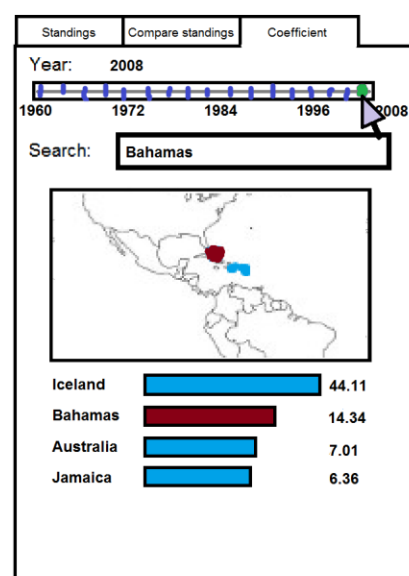 Standings Compare standings Coefficient
Year: 2008
1960 1972 1984 1996 2008
Search: Bahamas
Iceland 44.11
Bahamas 14.34
Australia 7.01
Jamaica 6.36